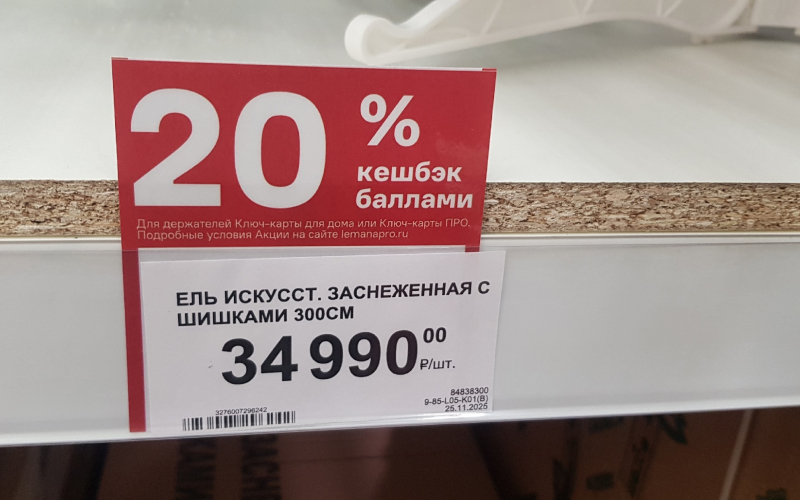 20 %
кешбэк
баллами
Для держателей Ключ-карты для дома или Ключ-карты ПРО.
Подробные условия Акции на сайте lemanapro.ru
ЕЛЬ ИСКУССТ. ЗАСНЕЖЕННАЯ С
ШИШКАМИ 300СМ
34 990 00
₽/шт.
84838300
9-85-L05-K01(B)
25.11.2025
3276007296242